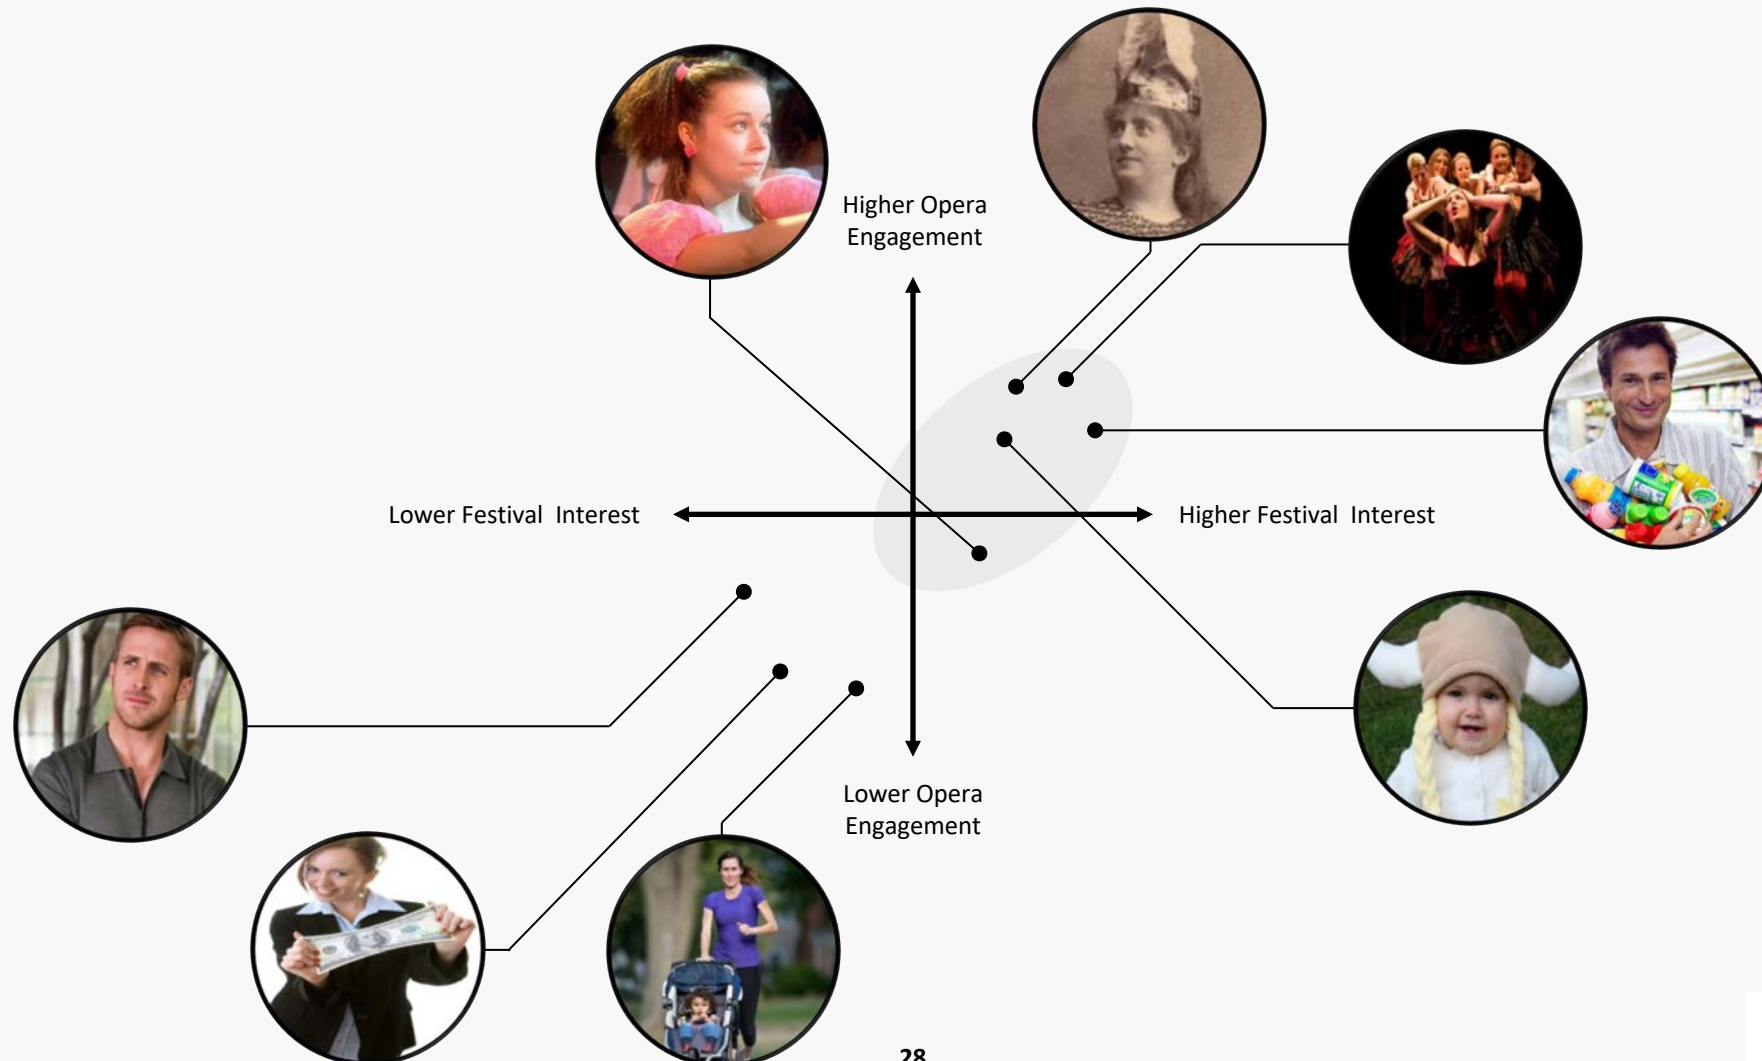 Higher Opera
Engagement
Lower Festival  Interest
Higher Festival  Interest
Lower Opera
Engagement
28